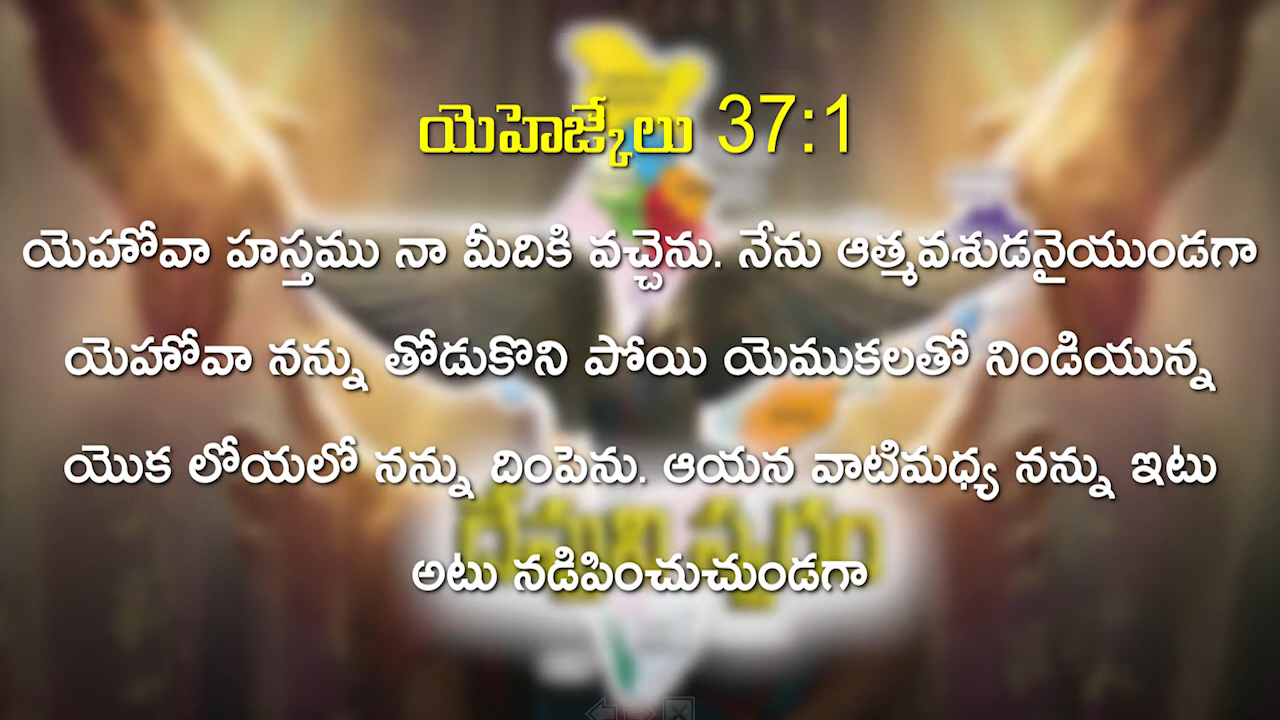 యెహెజ్కేలు 37:1
యెహోవా హస్తము నా మీదికి వచ్చెను. నేను ఆత్మవశుడనైయుండగా
యెహోవా నన్ను తోడుకొని పోయి యెముకలతో నిండియున్న
యొక లోయలో నన్ను దింపెను. ఆయన వాటిమధ్య నన్ను ఇటు
అటు నడిపించుచుండగా